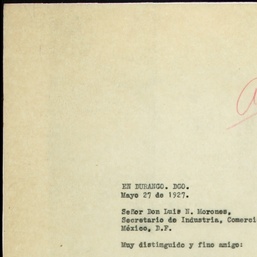 EN DURANGO. DGO.
Mayo 27 de 1927.
Señor Don Luis N. Morones,
Secretario de Industria, Comerci
México, D.F.
Muy distinguido y fino amigo: